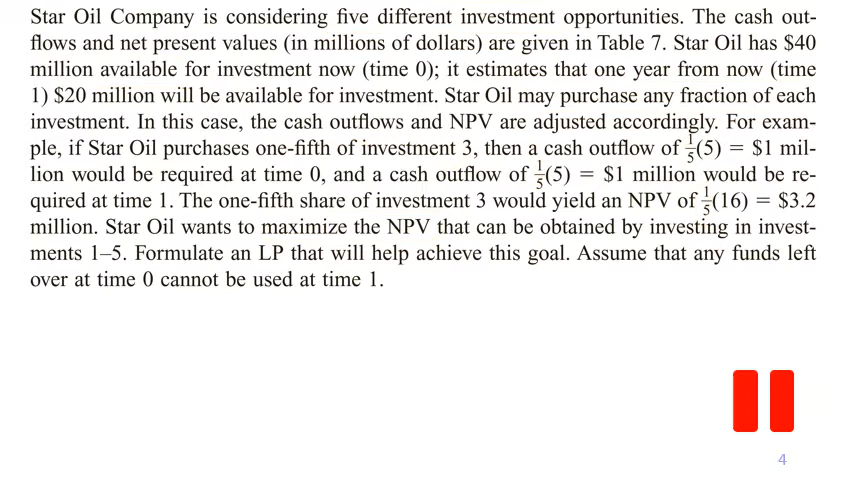 Star Oil Company is considering five different investment opportunities. The cash out-
flows and net present values (in millions of dollars) are given in Table 7. Star Oil has $40
million available for investment now (time 0); it estimates that one year from now (time
1) $20 million will be available for investment. Star Oil may purchase any fraction of each
investment. In this case, the cash outflows and NPV are adjusted accordingly. For exam-
ple, if Star Oil purchases one-fifth of investment 3, then a cash outflow of 1/5(5) = $1 mil-
lion would be required at time 0, and a cash outflow of 1/5(5) = $1 million would be re-
quired at time 1. The one-fifth share of investment 3 would yield an NPV of 1/5(16) = $3.2
million. Star Oil wants to maximize the NPV that can be obtained by investing in invest-
ments 1–5. Formulate an LP that will help achieve this goal. Assume that any funds left
over at time 0 cannot be used at time 1.
4